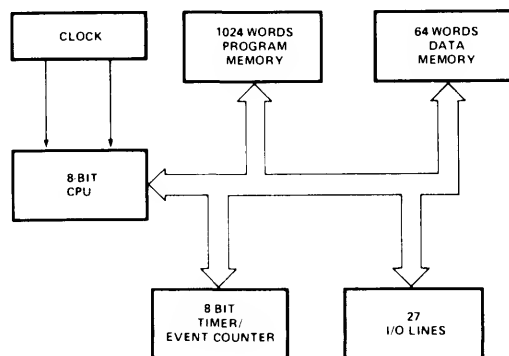 CLOCK
1024 WORDS
PROGRAM
MEMORY
64 WORDS
DATA
MEMORY
8-BIT
CPU
8 BIT
TIMER/
EVENT COUNTER
27
I/O LINES